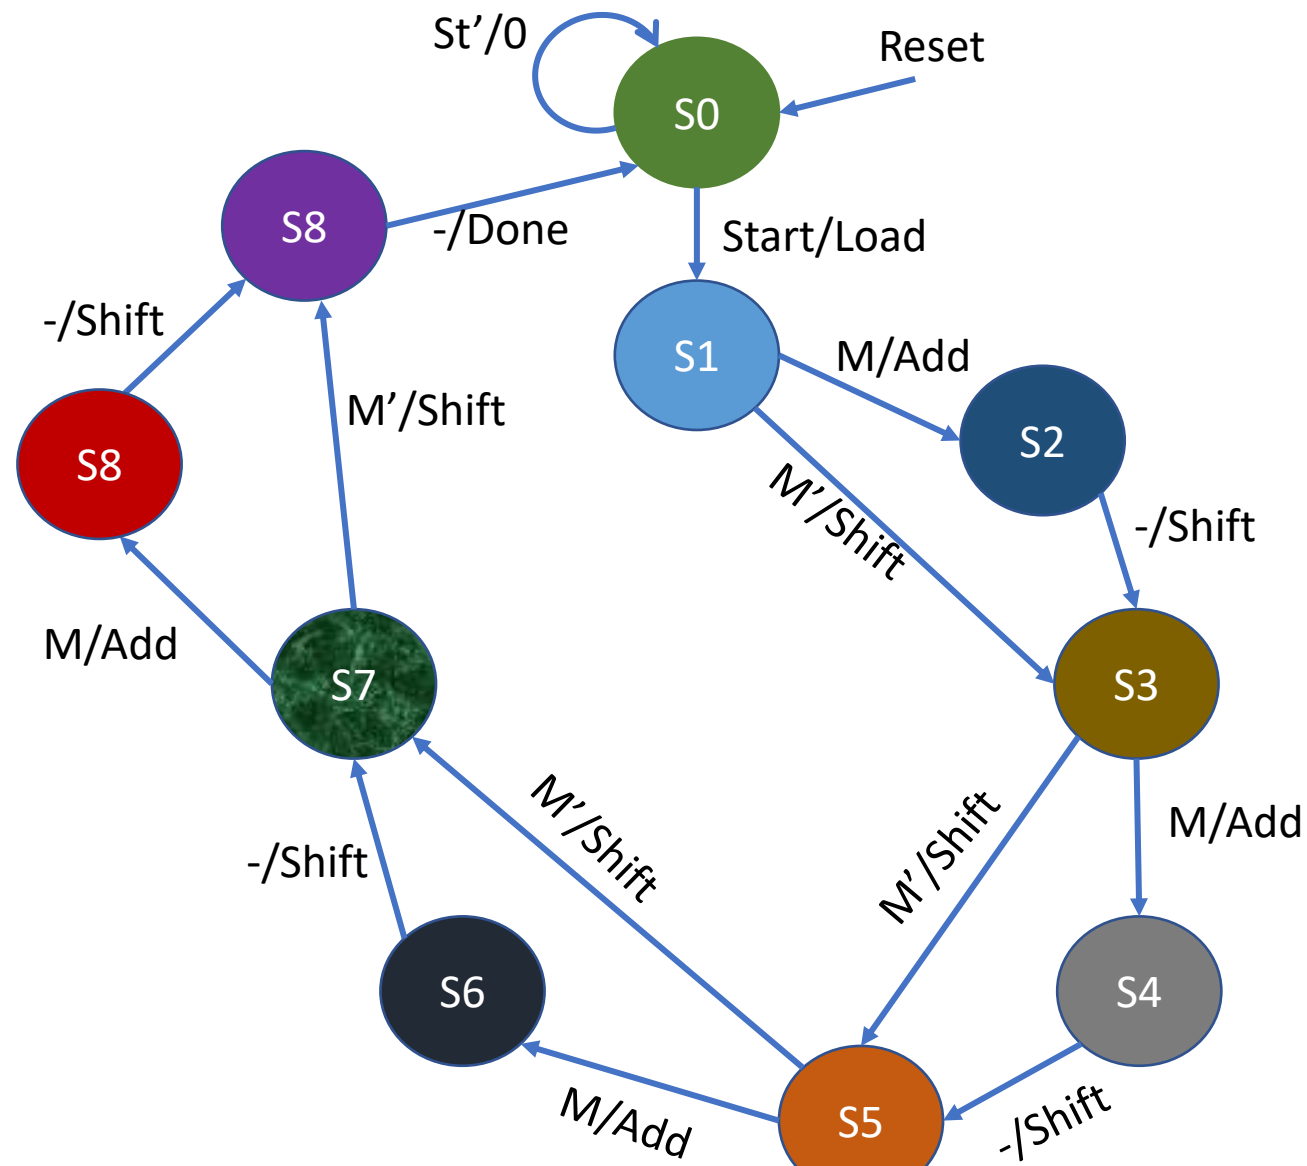 St’/0
Reset
S0
S8
-/Done
Start/Load
-/Shift
S1
M/Add
M’/Shift
S2
S8
M’/Shift
-/Shift
M/Add
S7
S3
M’/Shift
M’/Shift
M/Add
-/Shift
S6
S4
M/Add
S5
-/Shift